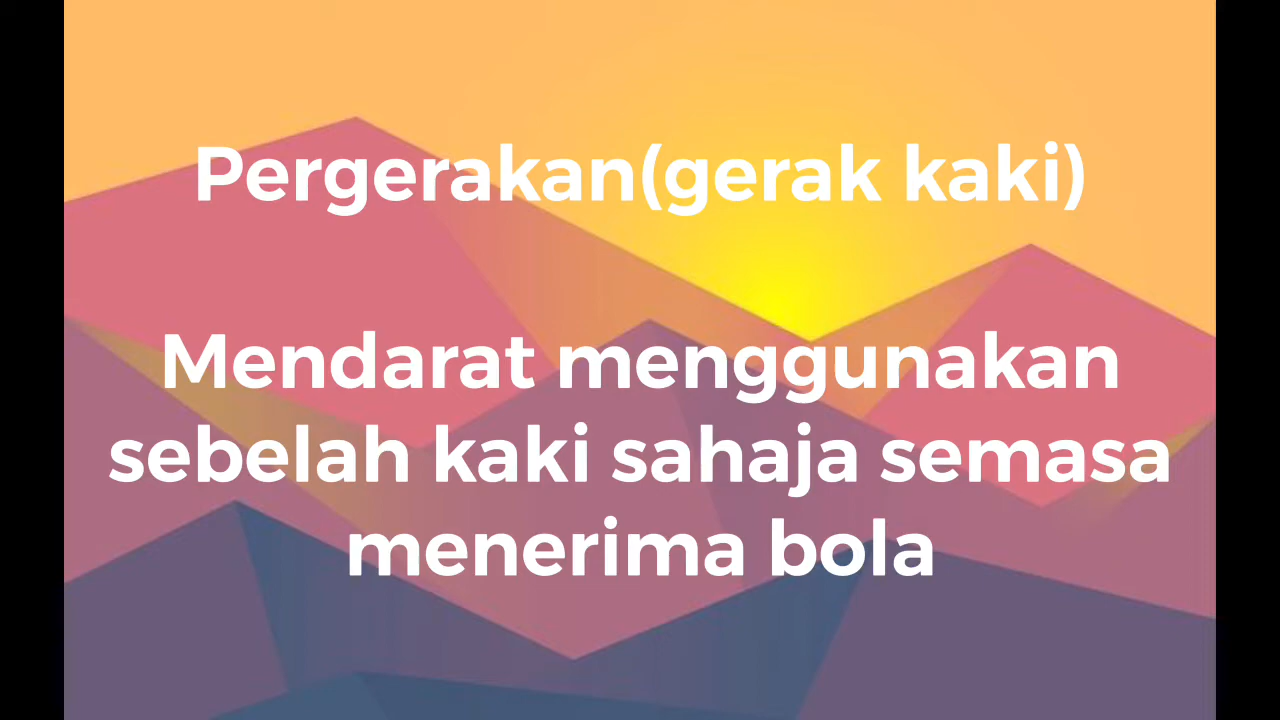 Pergerakan(gerak kaki)
Mendarat menggunakan
sebelah kaki sahaja semasa
menerima bola